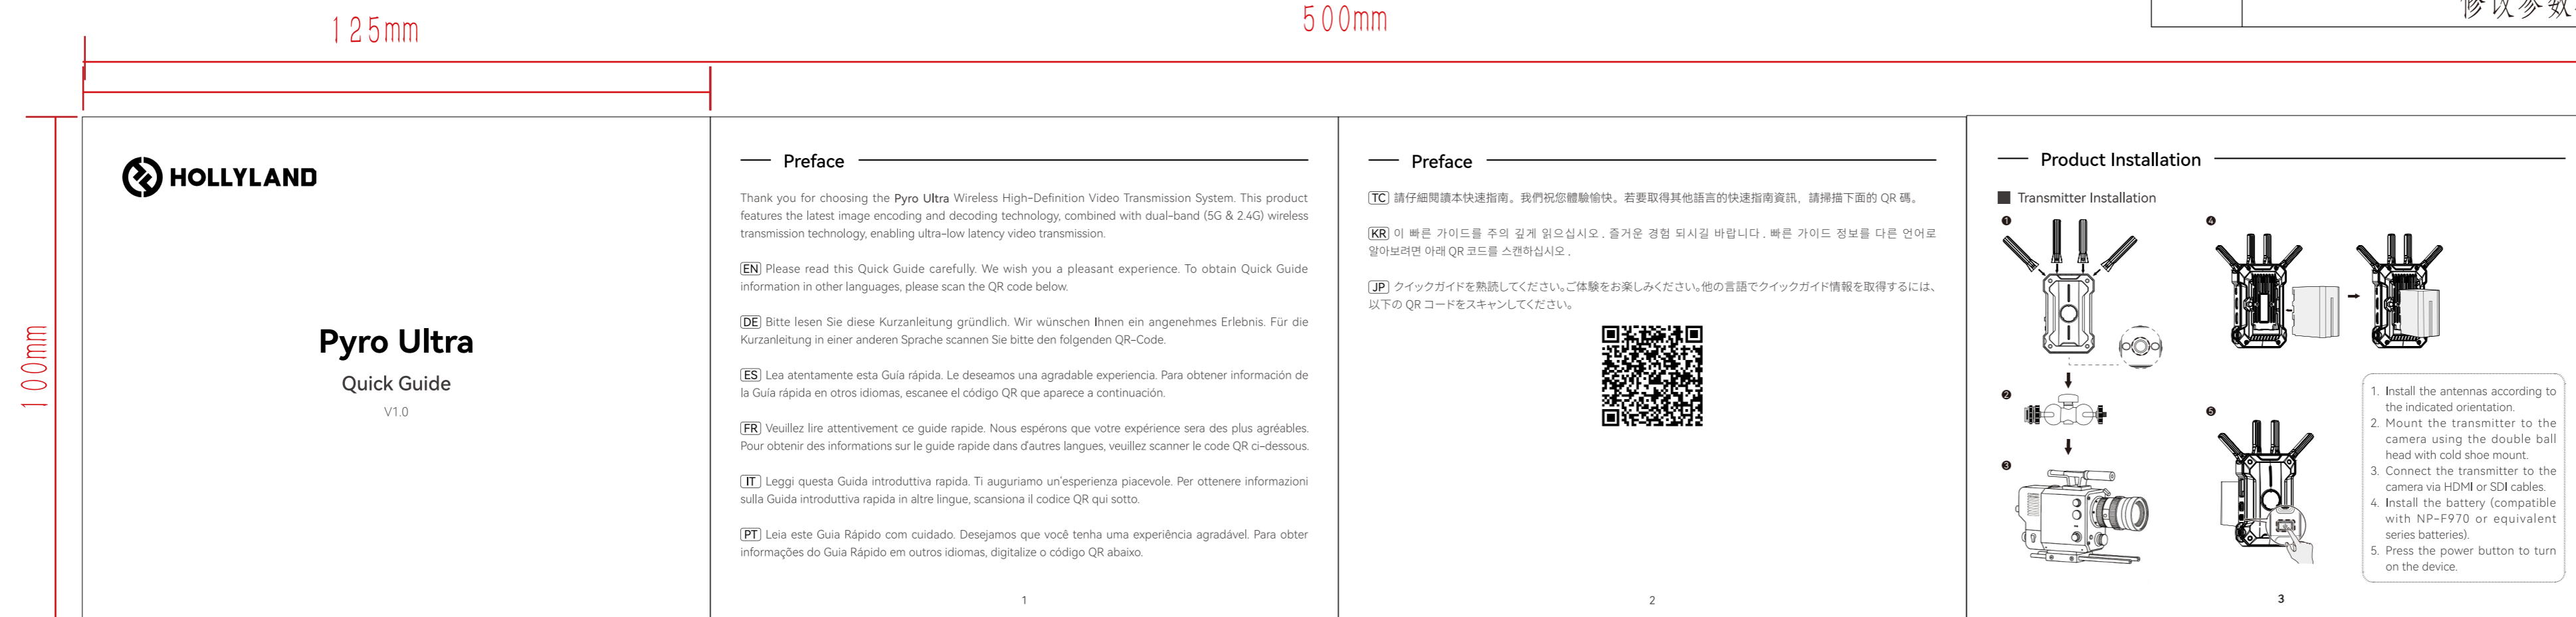 125mm
500mm
修改参数
100mm
HOLLYLAND
Pyro Ultra
Quick Guide
V1.0
Preface
Thank you for choosing the Pyro Ultra Wireless High-Definition Video Transmission System. This product
features the latest image encoding and decoding technology, combined with dual-band (5G & 2.4G) wireless
transmission technology, enabling ultra-low latency video transmission.
EN Please read this Quick Guide carefully. We wish you a pleasant experience. To obtain Quick Guide
information in other languages, please scan the QR code below.
DE Bitte lesen Sie diese Kurzanleitung gründlich. Wir wünschen Ihnen ein angenehmes Erlebnis. Für die
Kurzanleitung in einer anderen Sprache scannen Sie bitte den folgenden QR-Code.
ES Lea atentamente esta Guía rápida. Le deseamos una agradable experiencia. Para obtener información de
la Guía rápida en otros idiomas, escanee el código QR que aparece a continuación.
FR Veuillez lire attentivement ce guide rapide. Nous espérons que votre expérience sera des plus agréables.
Pour obtenir des informations sur le guide rapide dans d'autres langues, veuillez scanner le code QR ci-dessous.
IT Leggi questa Guida introduttiva rapida. Ti auguriamo un'esperienza piacevole. Per ottenere informazioni
sulla Guida introduttiva rapida in altre lingue, scansiona il codice QR qui sotto.
PT Leia este Guia Rápido com cuidado. Desejamos que você tenha uma experiência agradável. Para obter
informações do Guia Rápido em outros idiomas, digitalize o código QR abaixo.
1
Preface
TC 請仔細閱讀本快速指南。我們祝您體驗愉快。若要取得其他語言的快速指南資訊，請掃描下面的 QR 碼。
KR 이 빠른 가이드를 주의 깊게 읽으십시오 . 즐거운 경험 되시길 바랍니다 . 빠른 가이드 정보를 다른 언어로
알아보려면 아래 QR 코드를 스캔하십시오 .
JP クイックガイドを熟読してください。ご体験をお楽しみください。他の言語でクイックガイド情報を取得するには、
以下の QR コードをスキャンしてください。
2
Product Installation
Transmitter Installation
1
4
2
5
3
1. Install the antennas according to
the indicated orientation.
2. Mount the transmitter to the
camera using the double ball
head with cold shoe mount.
3. Connect the transmitter to the
camera via HDMI or SDI cables.
4. Install the battery (compatible
with NP-F970 or equivalent
series batteries).
5. Press the power button to turn
on the device.
3